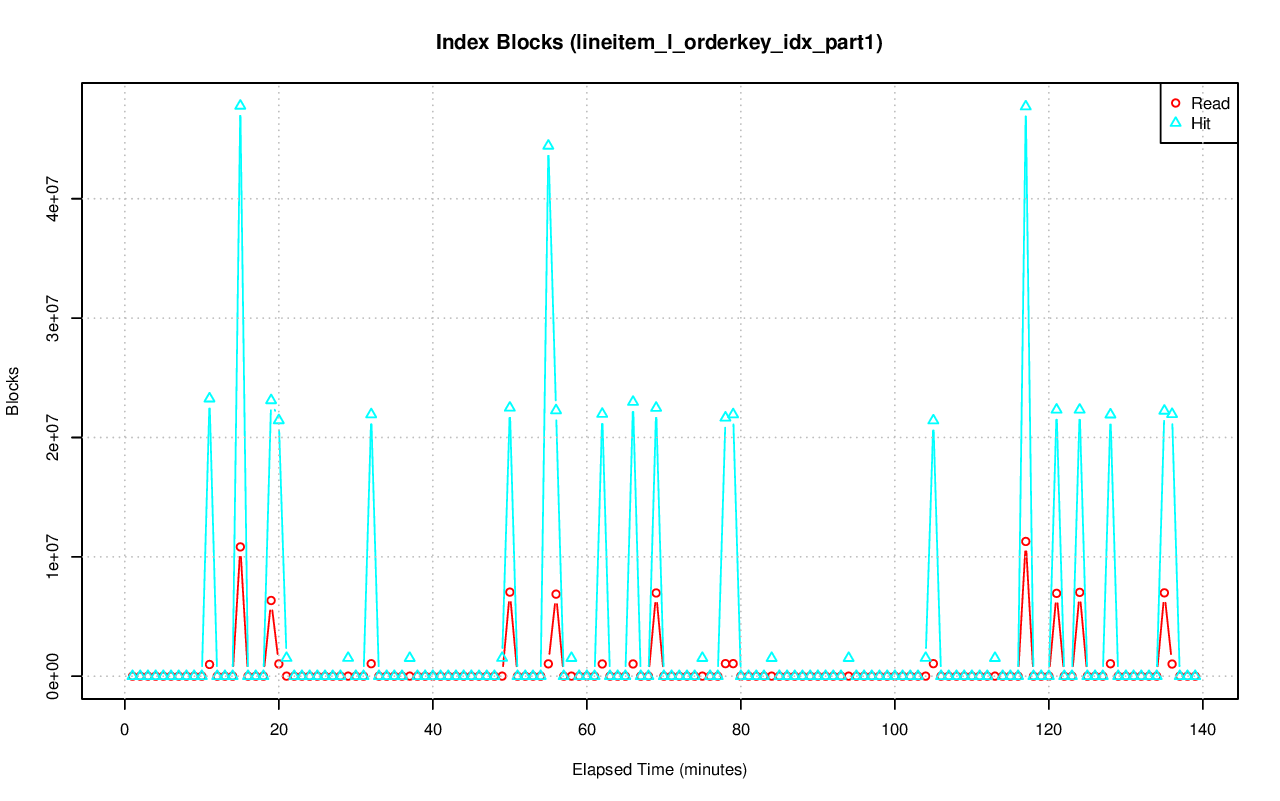 Index Blocks (lineitem_l_orderkey_idx_part1)
Read
Hit
Blocks
4e+07
3e+07
2e+07
1e+07
0e+00
0 20 40 60 80 100 120 140
Elapsed Time (minutes)